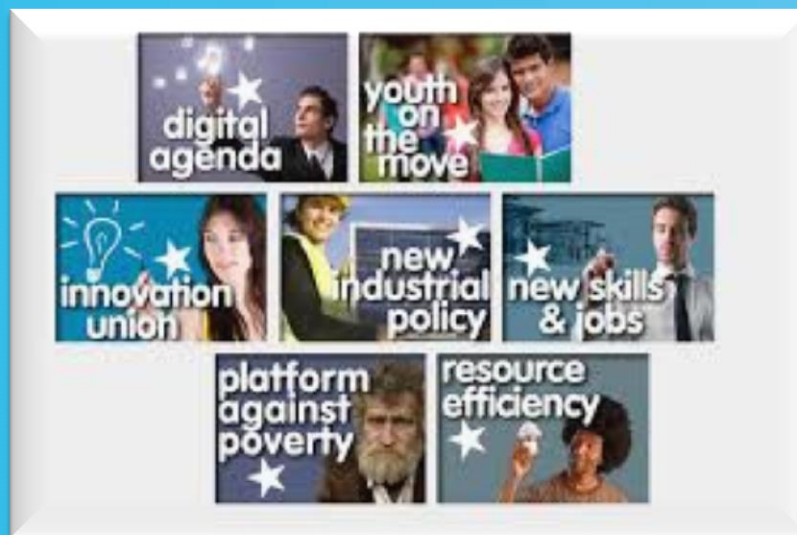 digital
agenda
youth
on
the
move
innovation
union
new
industrial
policy
new skills
& jobs
platform
against
poverty
resource
efficiency